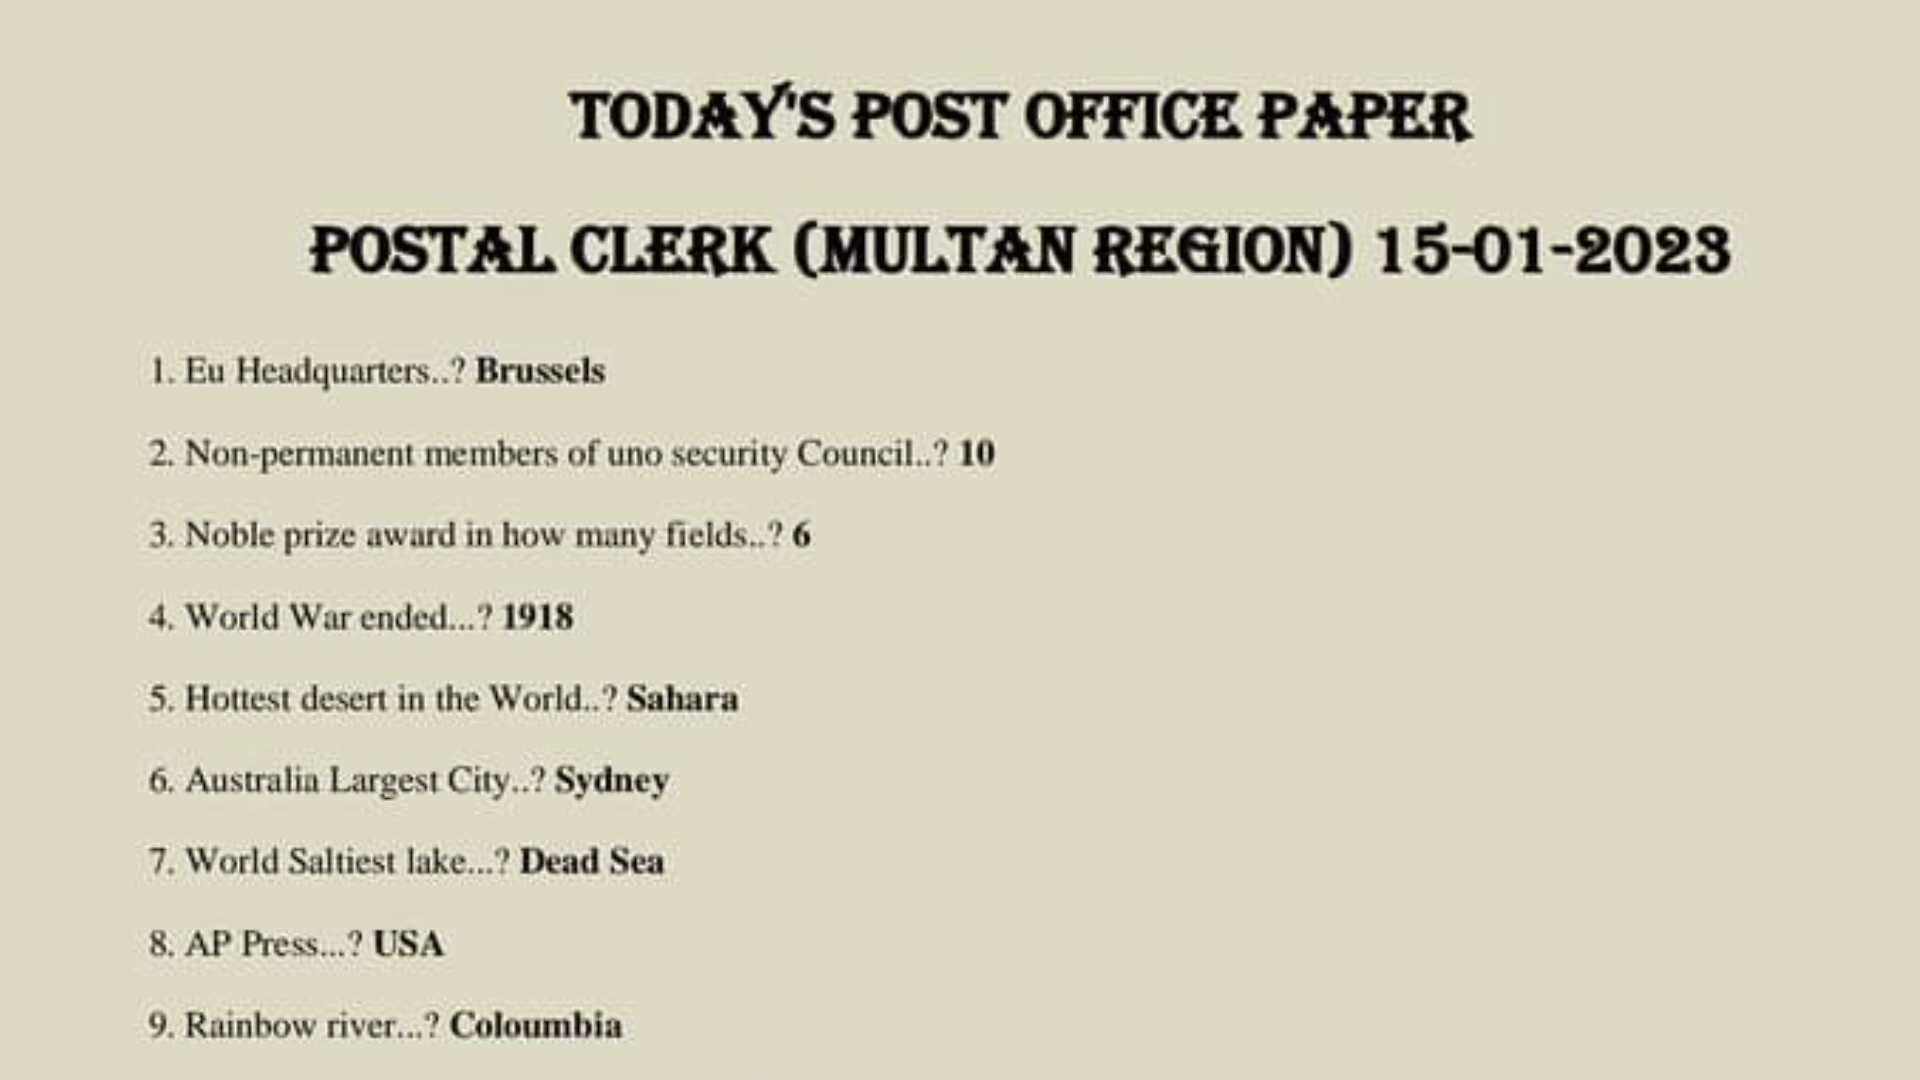 TODAY'S POST OFFICE PAPER
POSTAL CLERK (MULTAN REGION) 15-01-2023
1. Eu Headquarters..? Brussels
2. Non-permanent members of uno security Council..? 10
3. Noble prize award in how many fields..? 6
4. World War ended...? 1918
5. Hottest desert in the World..? Sahara
6. Australia Largest City..? Sydney
7. World Saltiest lake...? Dead Sea
8. AP Press...? USA
9. Rainbow river...? Coloumbia